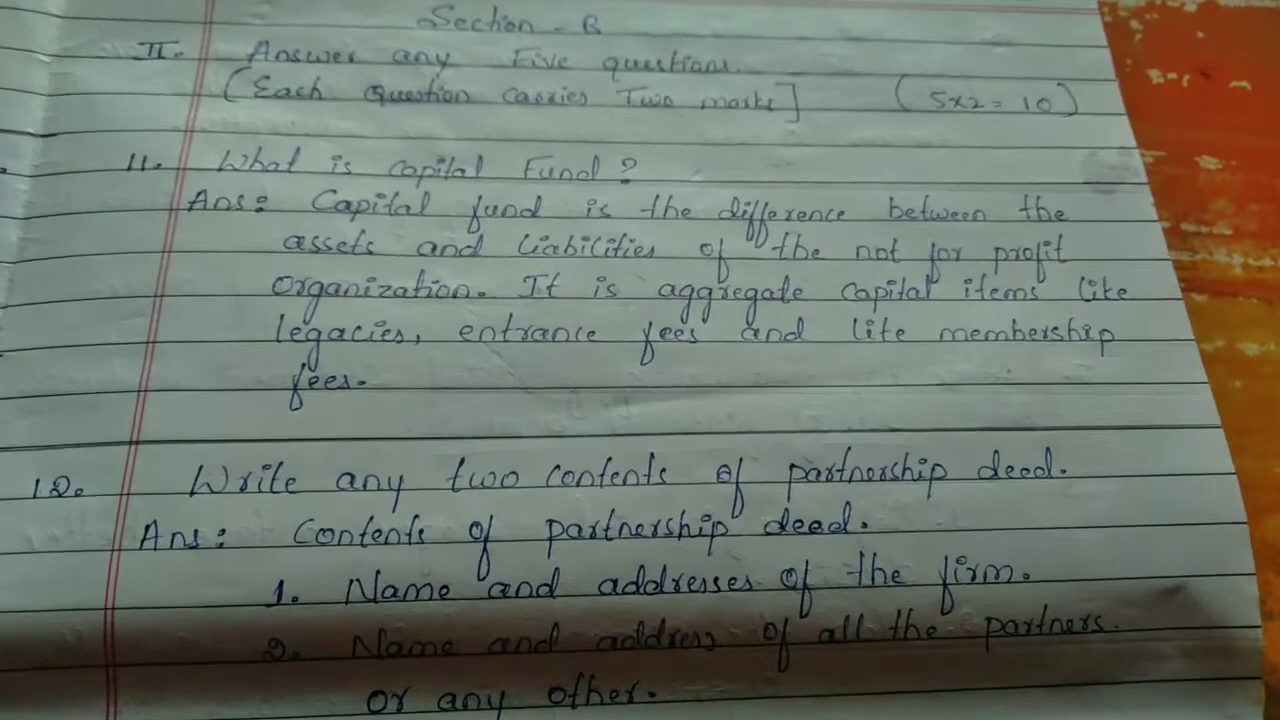 Section - B
II. Answer any Five questions.
(Each Question Carries Two marks] (5x2 = 10)
11. What is capital Fund?
Ans: Capital fund is the difference between the
assets and liabilities of the not for profit
Organization. It is aggregate capital items like
legacies, entrance fees and life membership
fees.
12. Write any two contents of partnership deed.
Ans: Contents of partnership deed.
1. Name and addresses of the firm.
2. Name and address of all the partners.
or any other.